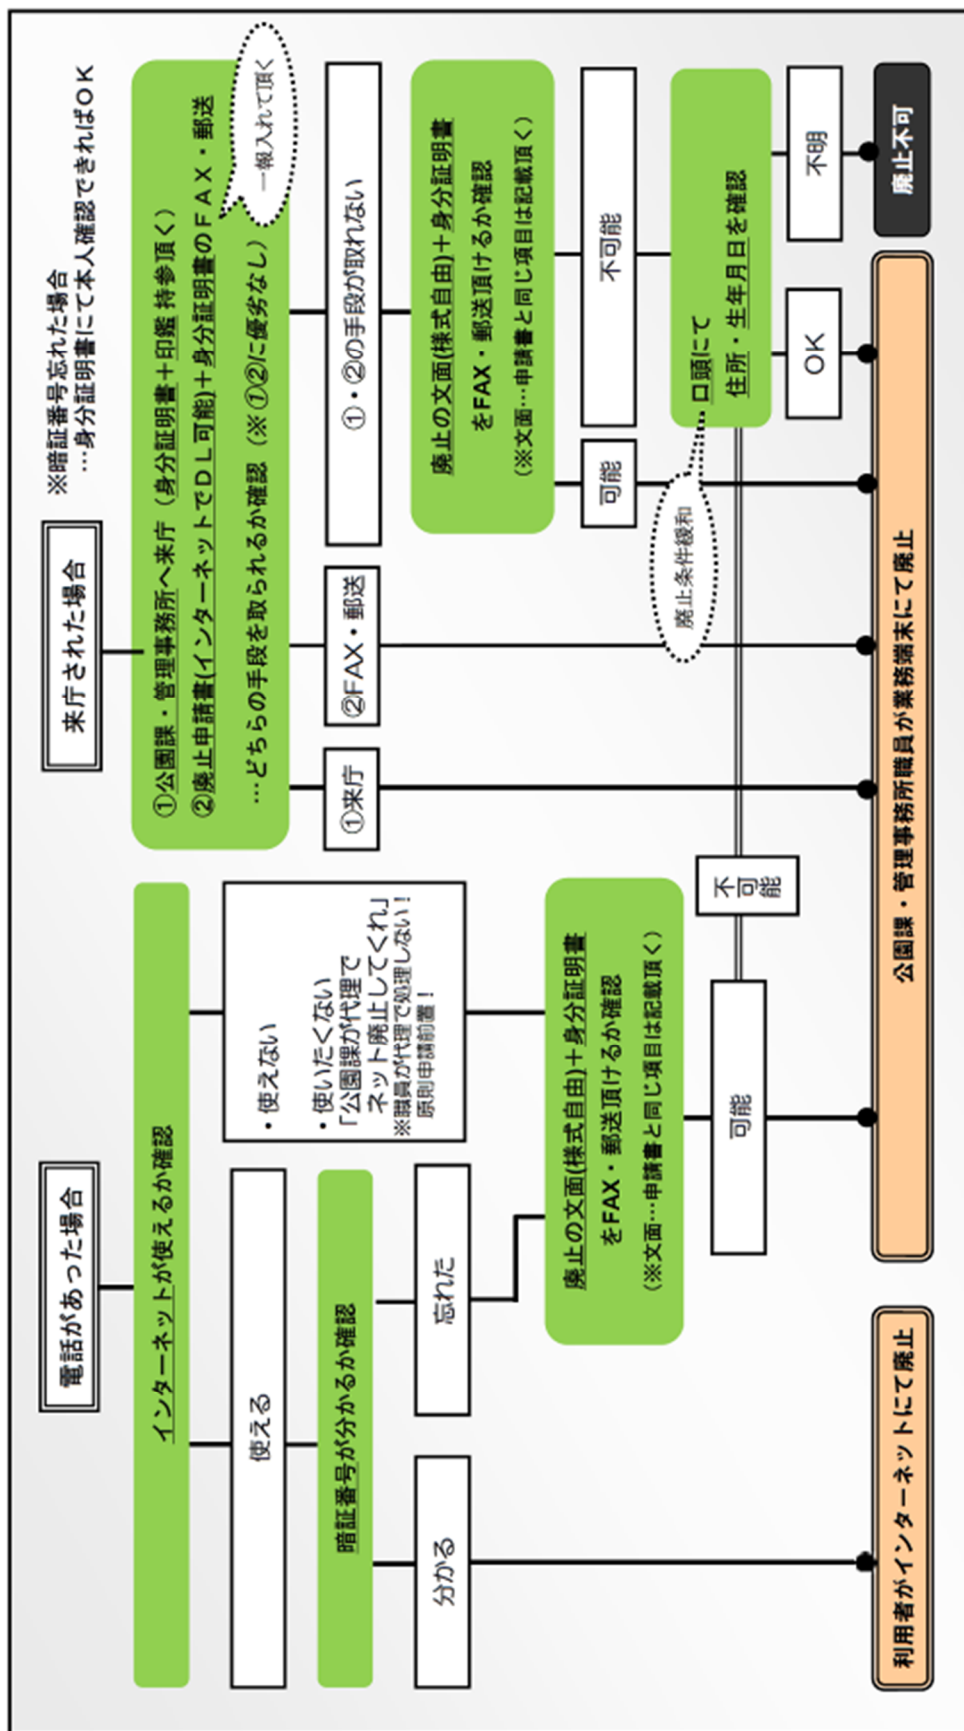 電話があった場合
インターネットが使えるか確認
使える
暗証番号が分かるか確認
分かる
忘れた
・使えない
・使いたくない
「公園課が代理で
ネット廃止してくれ」
※職員が代理で処理しない！
原則申請前置！
廃止の文面(様式自由)＋身分証明書
をFAX・郵送頂けるか確認
(※文面…申請書と同じ項目は記載頂く)
可能
不可能
利用者がインターネットにて廃止
来庁された場合
※暗証番号忘れた場合
…身分証明書にて本人確認できればOK
①公園課・管理事務所へ来庁（身分証明書＋印鑑 持参頂く）
②廃止申請書(インターネットでDL可能)＋身分証明書のFAX・郵送
…どちらの手段を取られるか確認（※①②に優劣なし）
一報入れて頂く
①来庁
②FAX・郵送
①・②の手段が取れない
廃止の文面(様式自由)＋身分証明書
をFAX・郵送頂けるか確認
(※文面…申請書と同じ項目は記載頂く)
可能
不可能
廃止条件緩和
口頭にて
住所・生年月日を確認
OK
不明
公園課・管理事務所職員が業務端末にて廃止
廃止不可